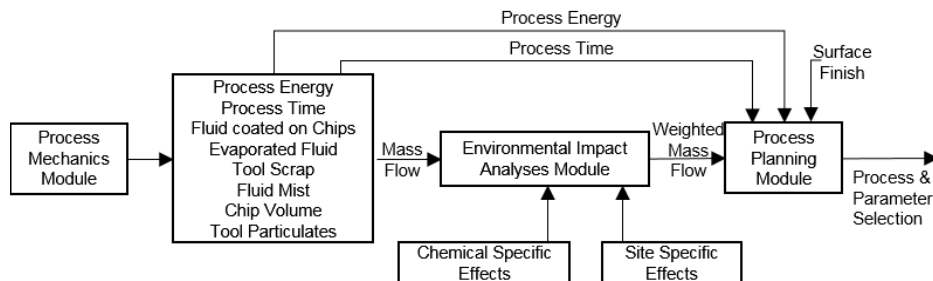 Process Energy
Process Time
Surface
Finish
Process
Mechanics
Module
Process Energy
Process Time
Fluid coated on Chips
Evaporated Fluid
Tool Scrap
Fluid Mist
Chip Volume
Tool Particulates
Mass
Flow
Environmental Impact
Analyses Module
Weighted
Mass
Flow
Process
Planning
Module
Process &
Parameter
Selection
Chemical Specific
Effects
Site Specific
Effects